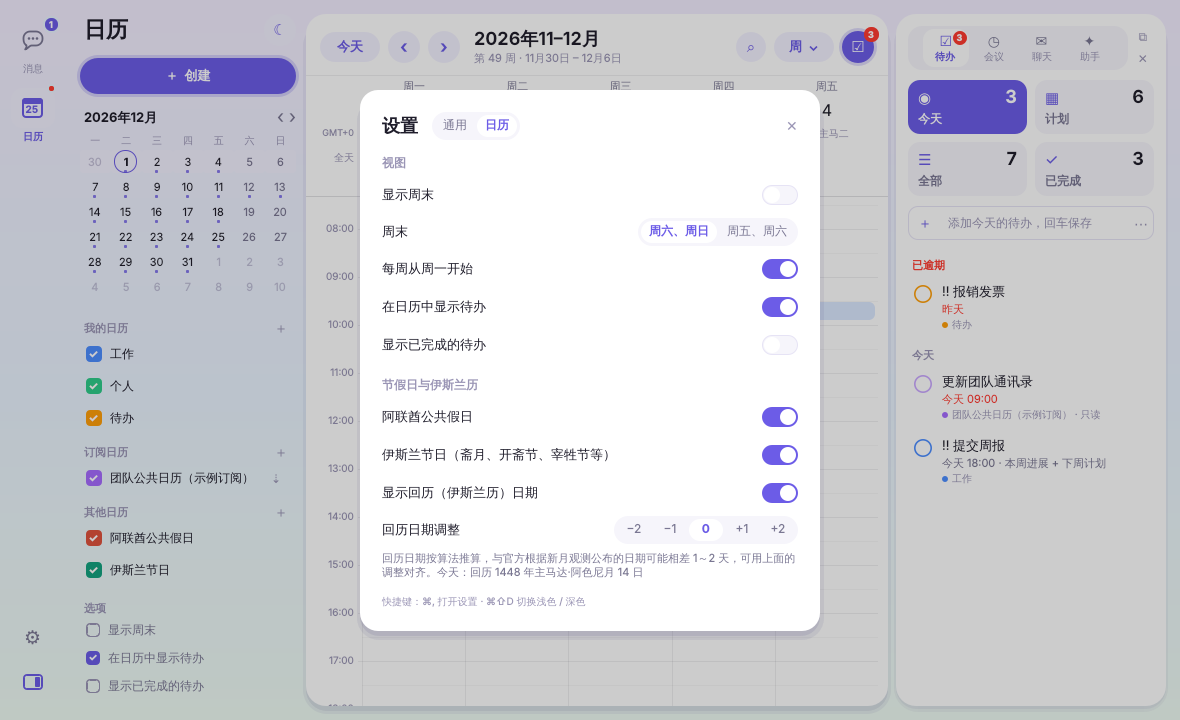 1
消息
25
日历
日历
＋ 创建
2026年12月
一 二 三 四 五 六 日
30 1 2 3 4 5 6
7 8 9 10 11 12 13
14 15 16 17 18 19 20
21 22 23 24 25 26 27
28 29 30 31 1 2 3
4 5 6 7 8 9 10
我的日历 ＋
工作
个人
待办
订阅日历 ＋
团队公共日历（示例订阅） ↓
其他日历 ＋
阿联酋公共假日
伊斯兰节日
选项
显示周末
在日历中显示待办
显示已完成的待办
今天
2026年11–12月
第 49 周 · 11月30日 – 12月6日
周
3
周一 周二 周三 周四 周五
4
GMT+0
主马二
全天
08:00
09:00
10:00
11:00
12:00
13:00
14:00
15:00
16:00
17:00
设置 通用 日历 ×
视图
显示周末
周末 周六、周日 周五、周六
每周从周一开始
在日历中显示待办
显示已完成的待办
节假日与伊斯兰历
阿联酋公共假日
伊斯兰节日（斋月、开斋节、宰牲节等）
显示回历（伊斯兰历）日期
回历日期调整 −2 −1 0 +1 +2
回历日期按算法推算，与官方根据新月观测公布的日期可能相差 1～2 天，可用上面的
调整对齐。今天：回历 1448 年主马达·阿色尼月 14 日
快捷键：⌘, 打开设置 · ⌘⇧D 切换浅色 / 深色
3
待办 会议 聊天 助手
×
3
今天
6
计划
7
全部
3
已完成
＋ 添加今天的待办，回车保存 ···
已逾期
!! 报销发票
昨天
待办
今天
更新团队通讯录
今天 09:00
团队公共日历（示例订阅） · 只读
!! 提交周报
今天 18:00 · 本周进展 + 下周计划
工作